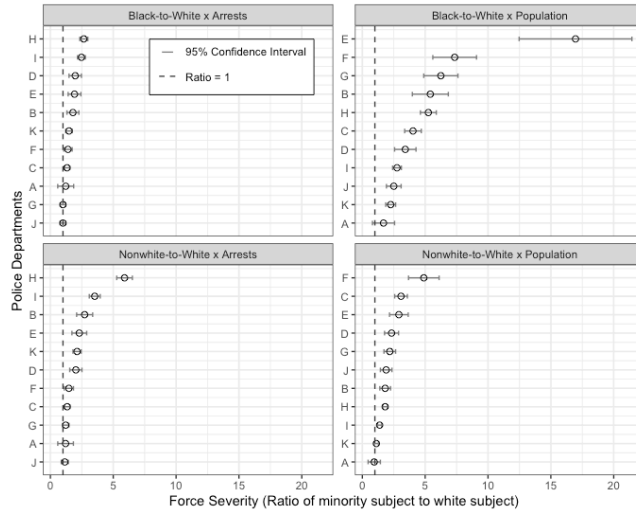 Black-to-White x Arrests
Black-to-White x Population
H
I
D
E
B
K
F
C
A
G
J
95% Confidence Interval
Ratio = 1
E
F
G
B
H
C
D
I
J
K
A
Police Departments
Nonwhite-to-White x Arrests
Nonwhite-to-White x Population
H
I
B
E
K
D
F
C
G
A
J
F
C
E
D
G
J
B
H
I
K
A
0 5 10 15 20
0 5 10 15 20
Force Severity (Ratio of minority subject to white subject)